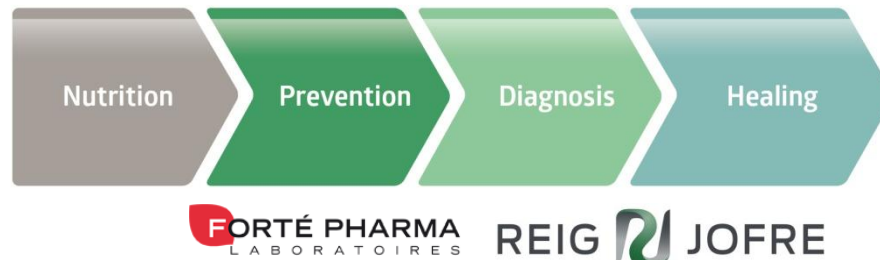 Nutrition Prevention Diagnosis Healing
FORTÉ PHARMA REIG JOFRE
LABORATOIRES